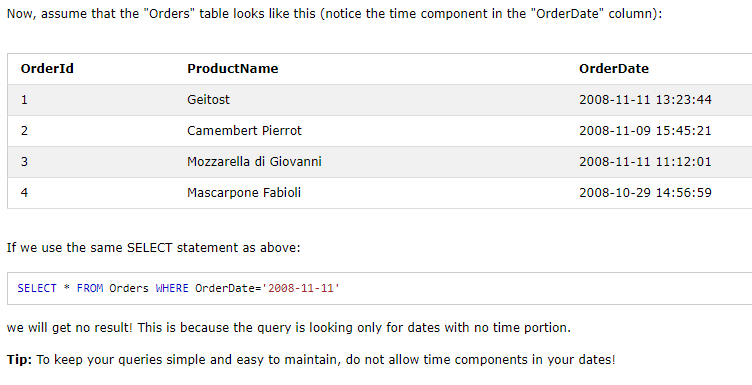 Now, assume that the "Orders" table looks like this (notice the time component in the "OrderDate" column):
OrderId ProductName OrderDate
1 Geitost 2008-11-11 13:23:44
2 Camembert Pierrot 2008-11-09 15:45:21
3 Mozzarella di Giovanni 2008-11-11 11:12:01
4 Mascarpone Fabioli 2008-10-29 14:56:59
If we use the same SELECT statement as above:
SELECT * FROM Orders WHERE OrderDate='2008-11-11'
we will get no result! This is because the query is looking only for dates with no time portion.
Tip: To keep your queries simple and easy to maintain, do not allow time components in your dates!